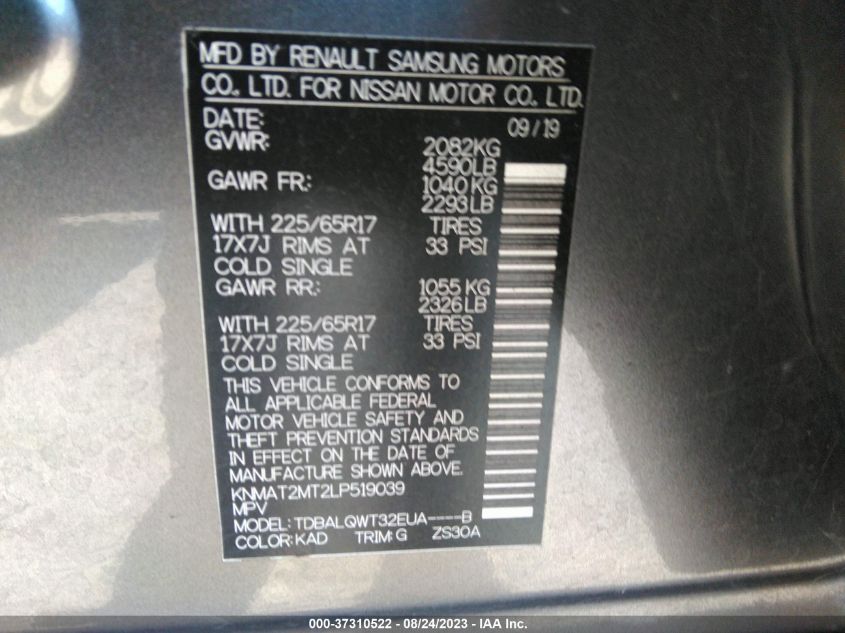 MFD BY RENAULT SAMSUNG MOTORS
CO., LTD. FOR NISSAN MOTOR CO., LTD.
DATE: 09/19
GVWR: 2082KG
4590LB
GAWR FR.: 1040KG
2293LB
WITH 225/65R17 TIRES
17X7J RIMS AT 33 PSI
COLD SINGLE
GAWR RR.: 1055KG
2326LB
WITH 225/65R17 TIRES
17X7J RIMS AT 33 PSI
COLD SINGLE
THIS VEHICLE CONFORMS TO
ALL APPLICABLE FEDERAL
MOTOR VEHICLE SAFETY AND
THEFT PREVENTION STANDARDS
IN EFFECT ON THE DATE OF
MANUFACTURE SHOWN ABOVE.
KNMAT2MT2LP519039
MPV
MODEL: TDBALQWT32EUA----B
COLOR: KAD TRIM: G ZS30A
000-37310522 - 08/24/2023 - IAA Inc.